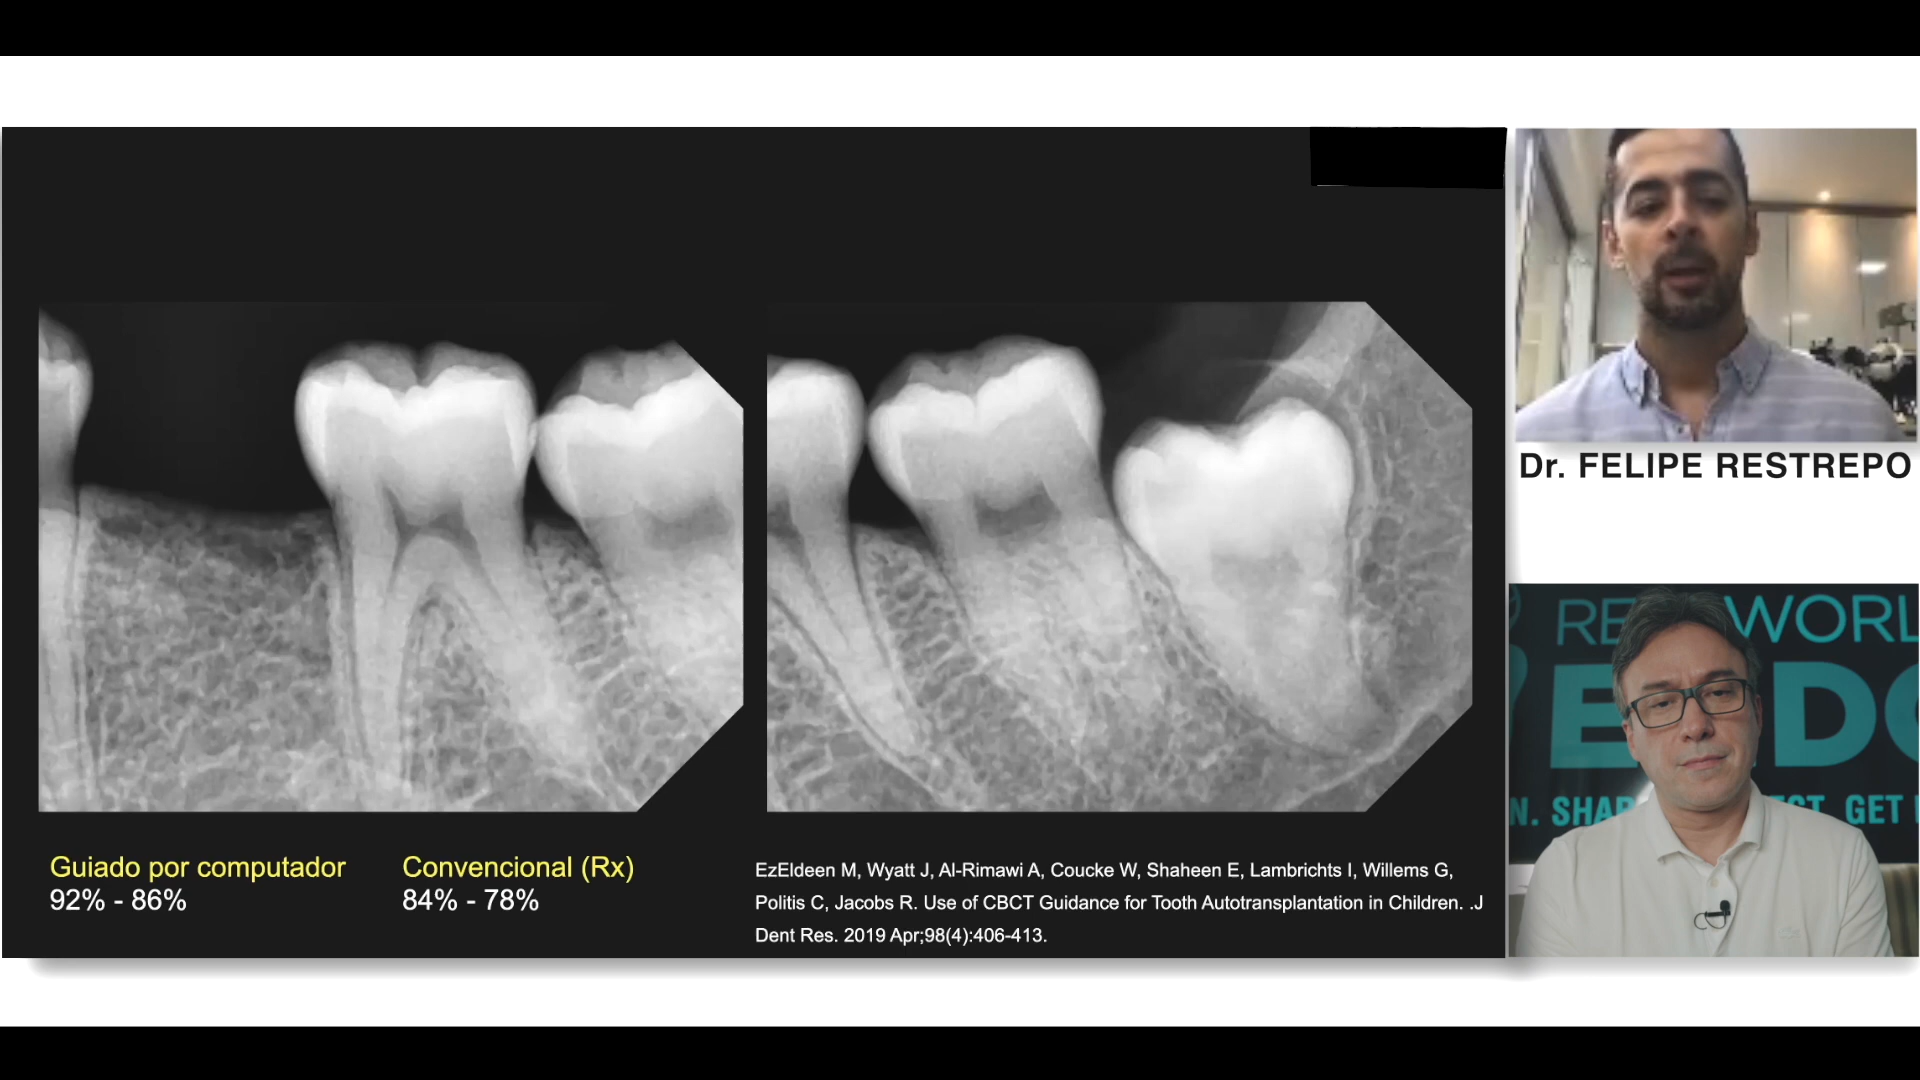 Guiado por computador
92% - 86%
Convencional (Rx)
84% - 78%
EzEldeen M, Wyatt J, Al-Rimawi A, Coucke W, Shaheen E, Lambrichts I, Willems G,
Politis C, Jacobs R. Use of CBCT Guidance for Tooth Autotransplantation in Children. .J
Dent Res. 2019 Apr;98(4):406-413.
Dr. FELIPE RESTREPO
WORL
GET